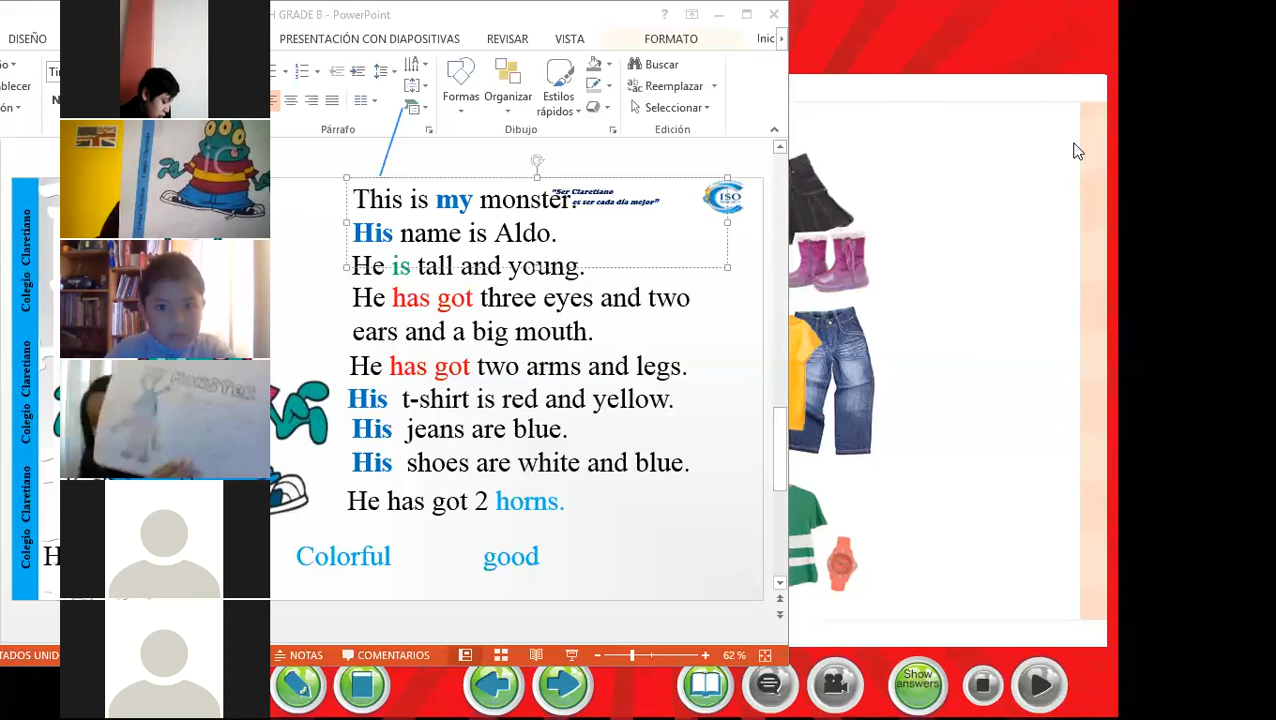 H GRADE B - PowerPoint
DISEÑO
PRESENTACIÓN CON DIAPOSITIVAS
REVISAR
VISTA
FORMATO
Inic
Buscar
Reemplazar
Seleccionar
Formas
Organizar
Estilos
rápidos
Párrafo
Dibujo
Edición
"Ser Claretiano
es ser cada día mejor"
ISO
This is my monster.
His name is Aldo.
He is tall and young.
He has got three eyes and two
ears and a big mouth.
He has got two arms and legs.
His t-shirt is red and yellow.
His jeans are blue.
His shoes are white and blue.
He has got 2 horns.
Colorful good
Colegio Claretiano
Colegio Claretiano
Colegio Claretiano
MONSTER
NOTAS
COMENTARIOS
62 %
Show
answers